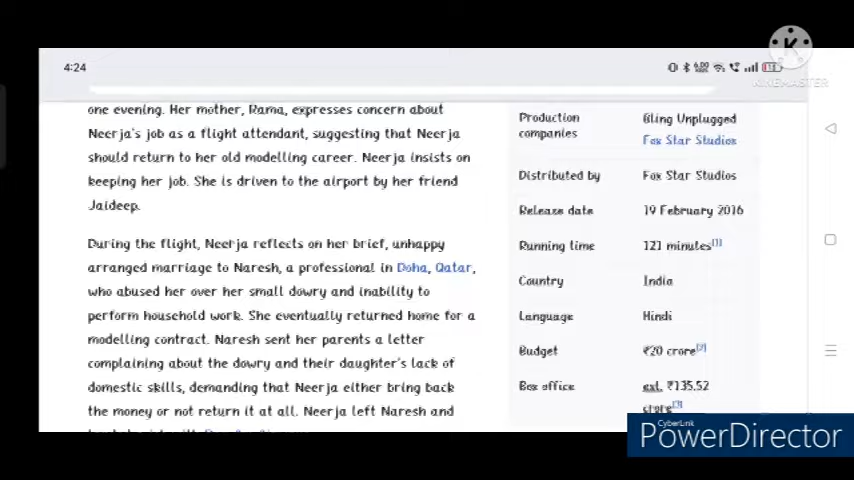 4:24
KINEMASTER
one evening. Her mother, Rama, expresses concern about
Neerja's job as a flight attendant, suggesting that Neerja
should return to her old modelling career. Neerja insists on
keeping her job. She is driven to the airport by her friend
Jaideep.
During the flight, Neerja reflects on her brief, unhappy
arranged marriage to Naresh, a professional in Doha, Qatar,
who abused her over her small dowry and inability to
perform household work. She eventually returned home for a
modelling contract. Naresh sent her parents a letter
complaining about the dowry and their daughter's lack of
domestic skills, demanding that Neerja either bring back
the money or not return it at all. Neerja left Naresh and
Production companies
Bling Unplugged
Fox Star Studios
Distributed by
Fox Star Studios
Release date
19 February 2016
Running time
121 minutes[1]
Country
India
Language
Hindi
Budget
₹20 crore[2]
Box office
est. ₹135.52
crore[3]
CyberLink
PowerDirector